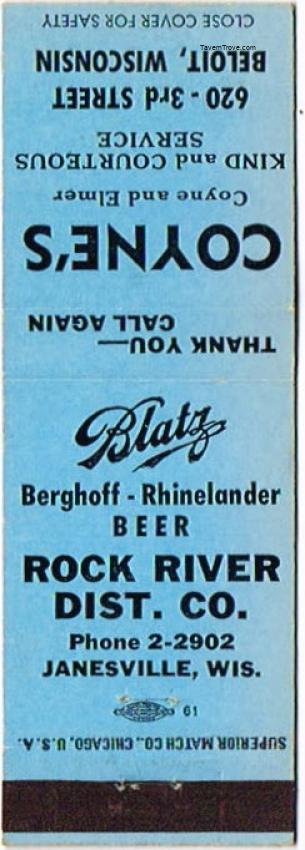 TavernTrove.com
CLOSE COVER FOR SAFETY
620 - 3rd STREET
BELOIT, WISCONSIN
KIND and COURTEOUS
SERVICE
Coyne and Elmer
COYNE'S
THANK YOU—
CALL AGAIN
Blatz
Berghoff - Rhinelander
BEER
ROCK RIVER
DIST. CO.
Phone 2-2902
JANESVILLE, WIS.
61
SUPERIOR MATCH CO., CHICAGO, U.S.A.